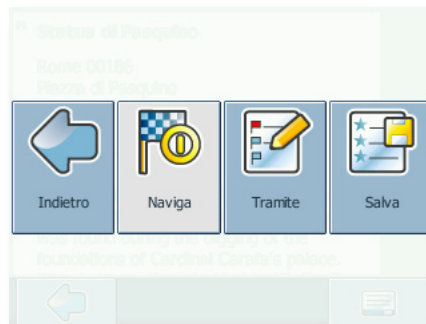 Statua di Pasquino
Rome 00186
Piazza di Pasquino
Indietro Naviga Tramite Salva
was found during the digging of the
foundations of Cardinal Carafa's palace